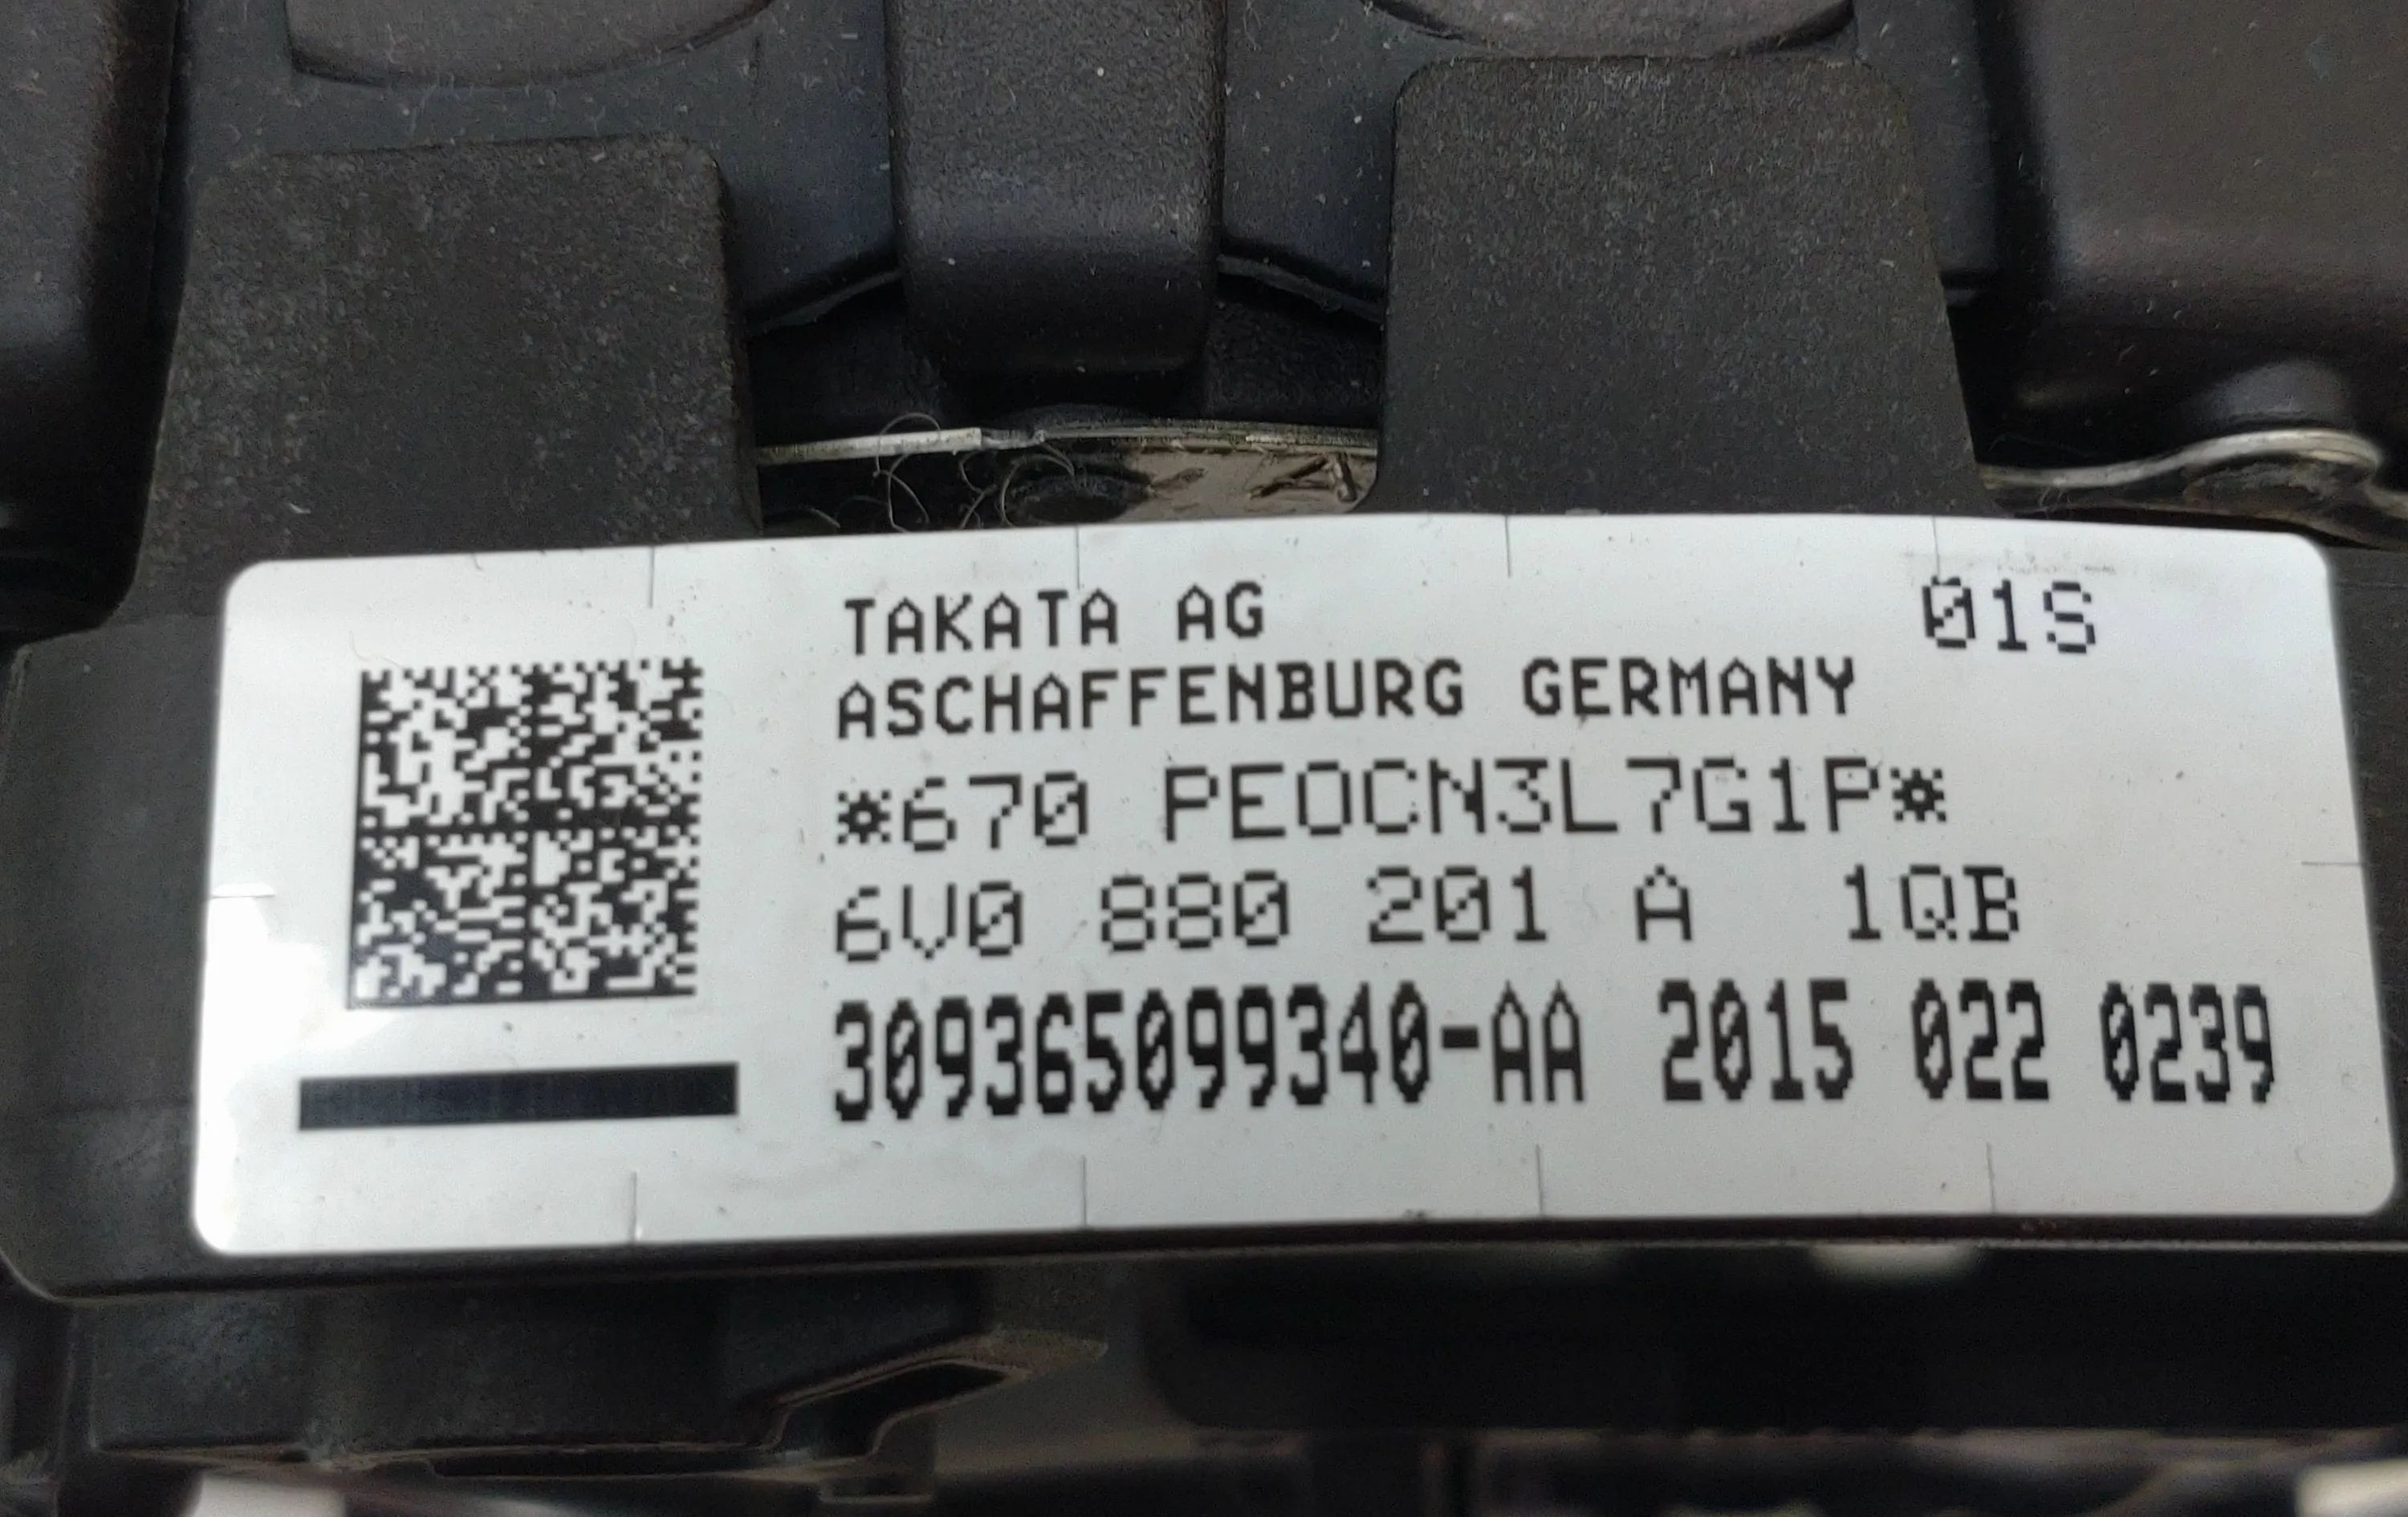 TAKATA AG 01S
ASCHAFFENBURG GERMANY
*670 PEOCN3L7G1P*
6V0 880 201 A 1QB
309365099340-AA 2015 022 0239